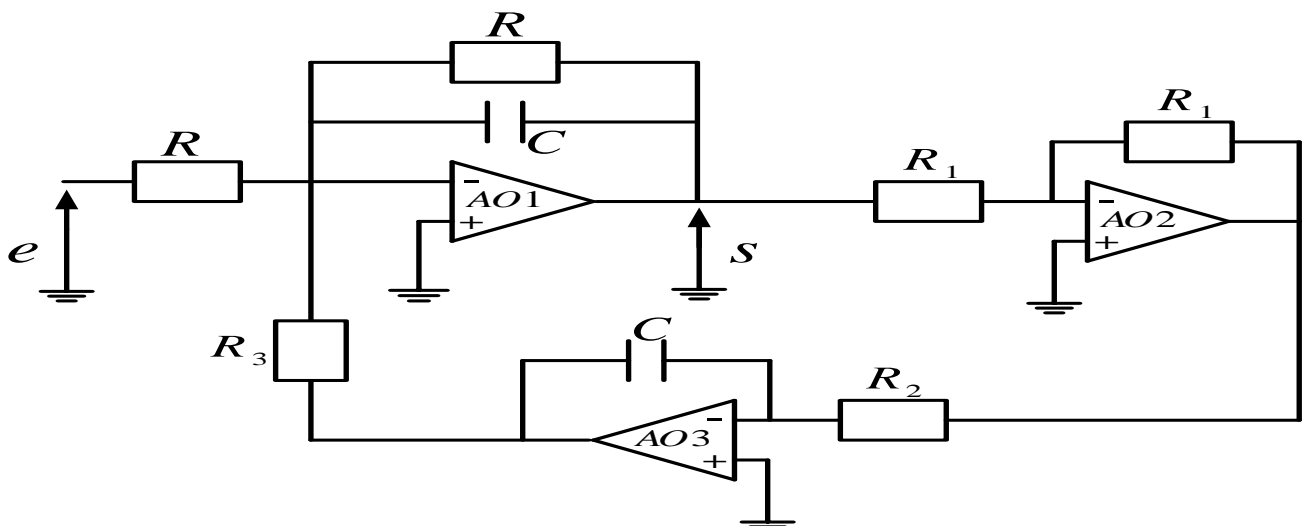 R
C
R
- AO1 +
e
s
R1
R1
- AO2 +
R3
C
R2
AO3 - +